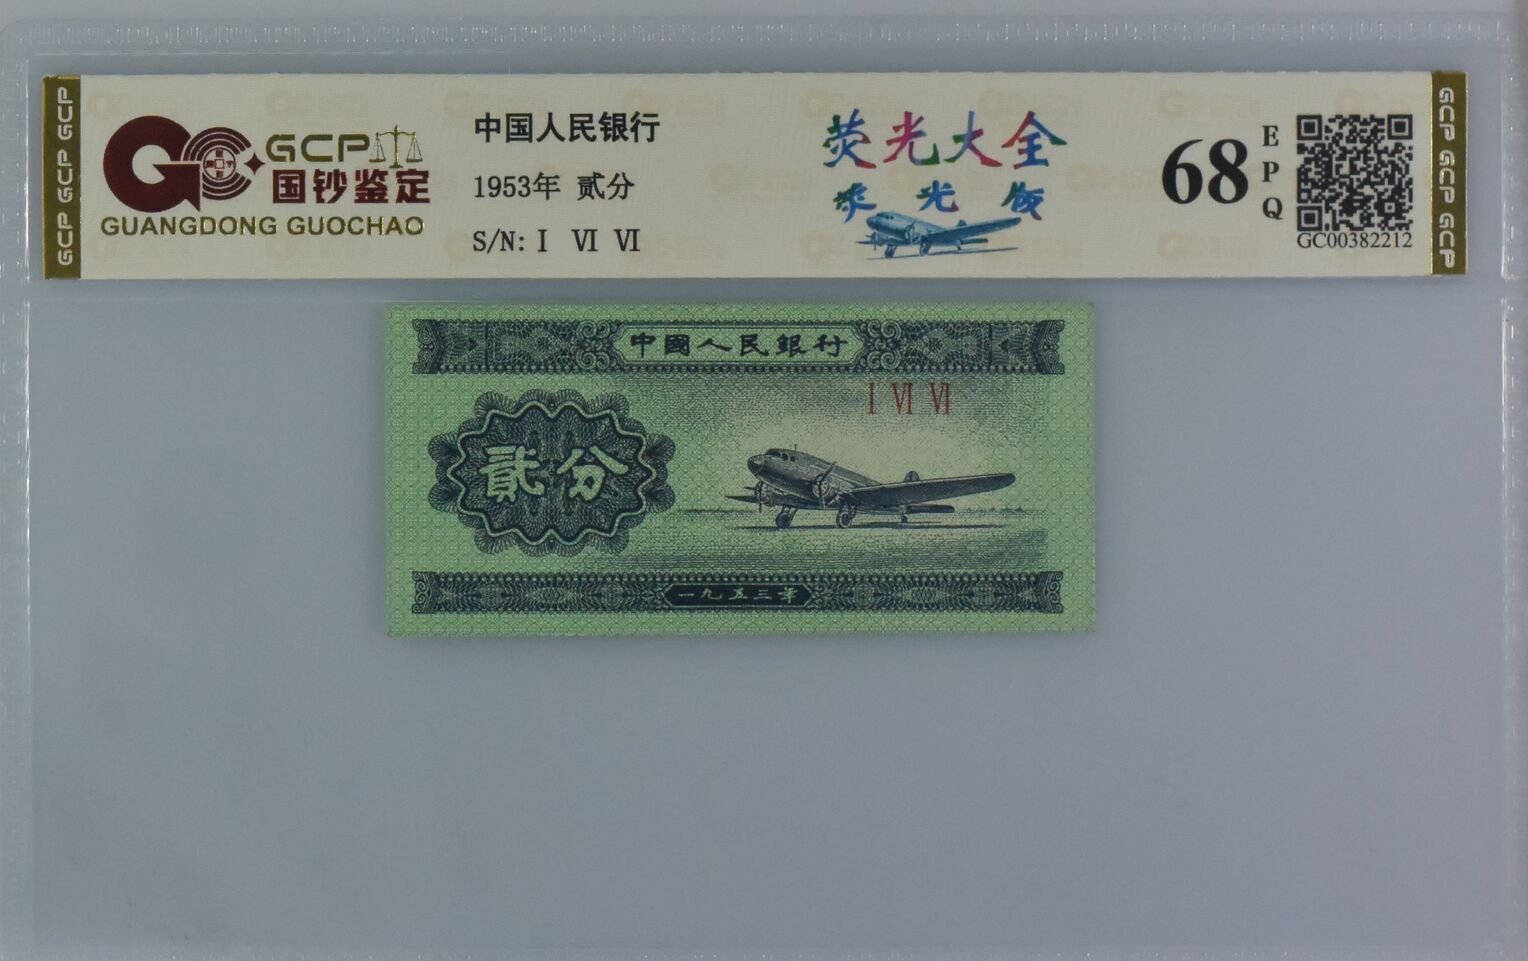 GCP GCP GCP
GCP
国钞鉴定
GUANGDONG GUOCHAO
中国人民银行
1953年 贰分
S/N: I VI VI
荧光大全
荧光版
68
EPQ
GC00382212
GCP GCP GCP
中國人民銀行
I VI VI
貳分
一九五三年